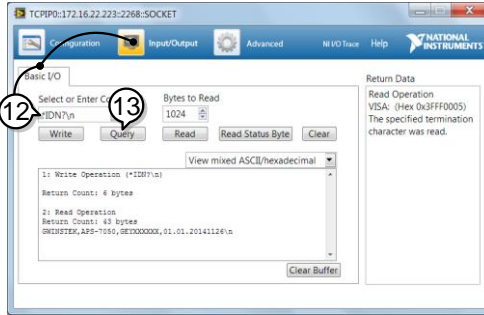 TCPIP0::172.16.22.223::2268::SOCKET
Configuration Input/Output Advanced NI I/O Trace Help NATIONAL INSTRUMENTS
Basic I/O
Return Data
12 13
Select or Enter Co Bytes to Read
*IDN?\n 1024
Write Query Read Read Status Byte Clear
View mixed ASCII/hexadecimal
1: Write Operation (*IDN?\n)
Return Count: 6 bytes
2: Read Operation
Return Count: 43 bytes
GWINSTEK,APS-7050,GEYXXXXXX,01.01.20141126\n
Clear Buffer
Read Operation
VISA: (Hex 0x3FFF0005)
The specified termination
character was read.